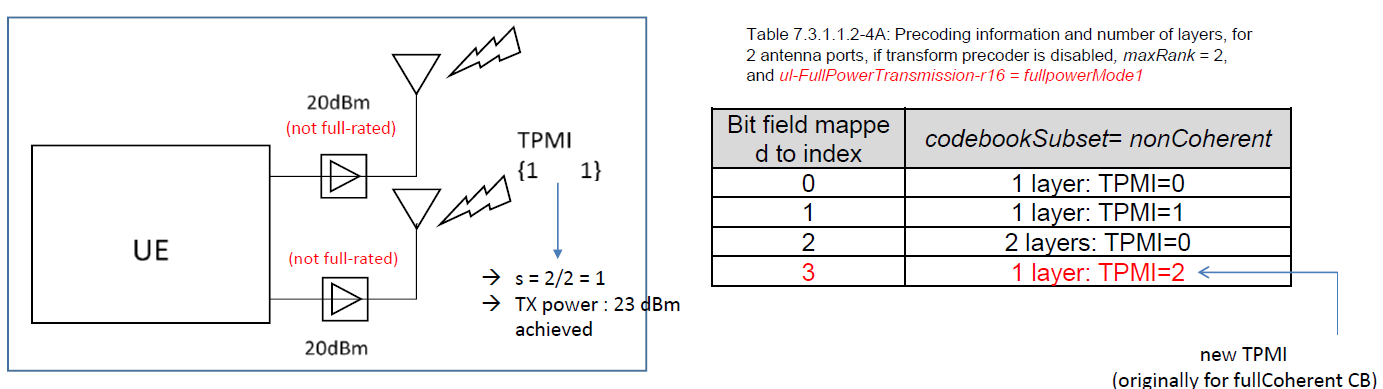 20dBm
(not full-rated)
TPMI
{1 1}
UE
(not full-rated)
20dBm
→ s = 2/2 = 1
→ TX power : 23 dBm
achieved
Table 7.3.1.1.2-4A: Precoding information and number of layers, for
2 antenna ports, if transform precoder is disabled, maxRank = 2,
and ul-FullPowerTransmission-r16 = fullpowerMode1
Bit field mappe
d to index
codebookSubset= nonCoherent
0 1 layer: TPMI=0
1 1 layer: TPMI=1
2 2 layers: TPMI=0
3 1 layer: TPMI=2
new TPMI
(originally for fullCoherent CB)